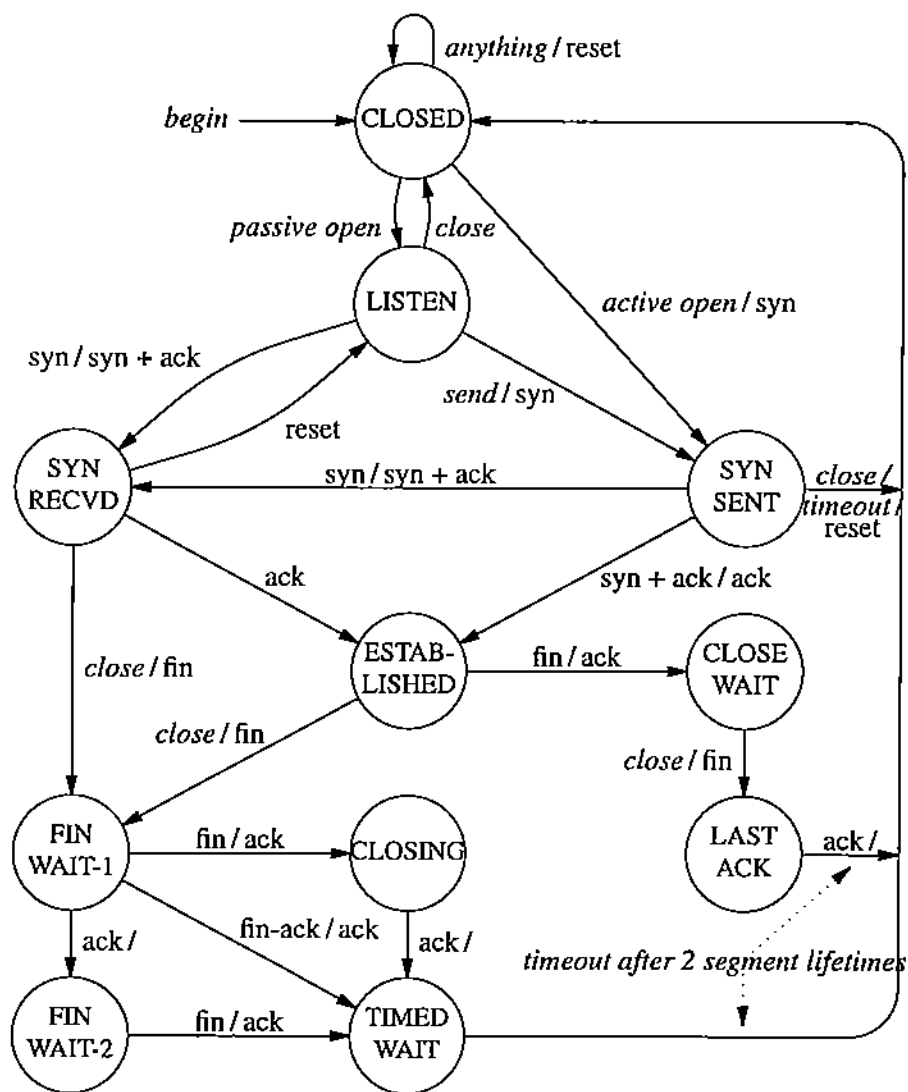 anything / reset
begin
CLOSED
passive open
close
LISTEN
active open / syn
syn / syn + ack
send / syn
reset
SYN
RECVD
syn / syn + ack
SYN
SENT
close /
timeout /
reset
ack
syn + ack / ack
ESTAB-
LISHED
fin / ack
CLOSE
WAIT
close / fin
close / fin
close / fin
FIN
WAIT-1
fin / ack
CLOSING
LAST
ACK
ack /
fin-ack / ack
ack /
ack /
timeout after 2 segment lifetimes
FIN
WAIT-2
fin / ack
TIMED
WAIT